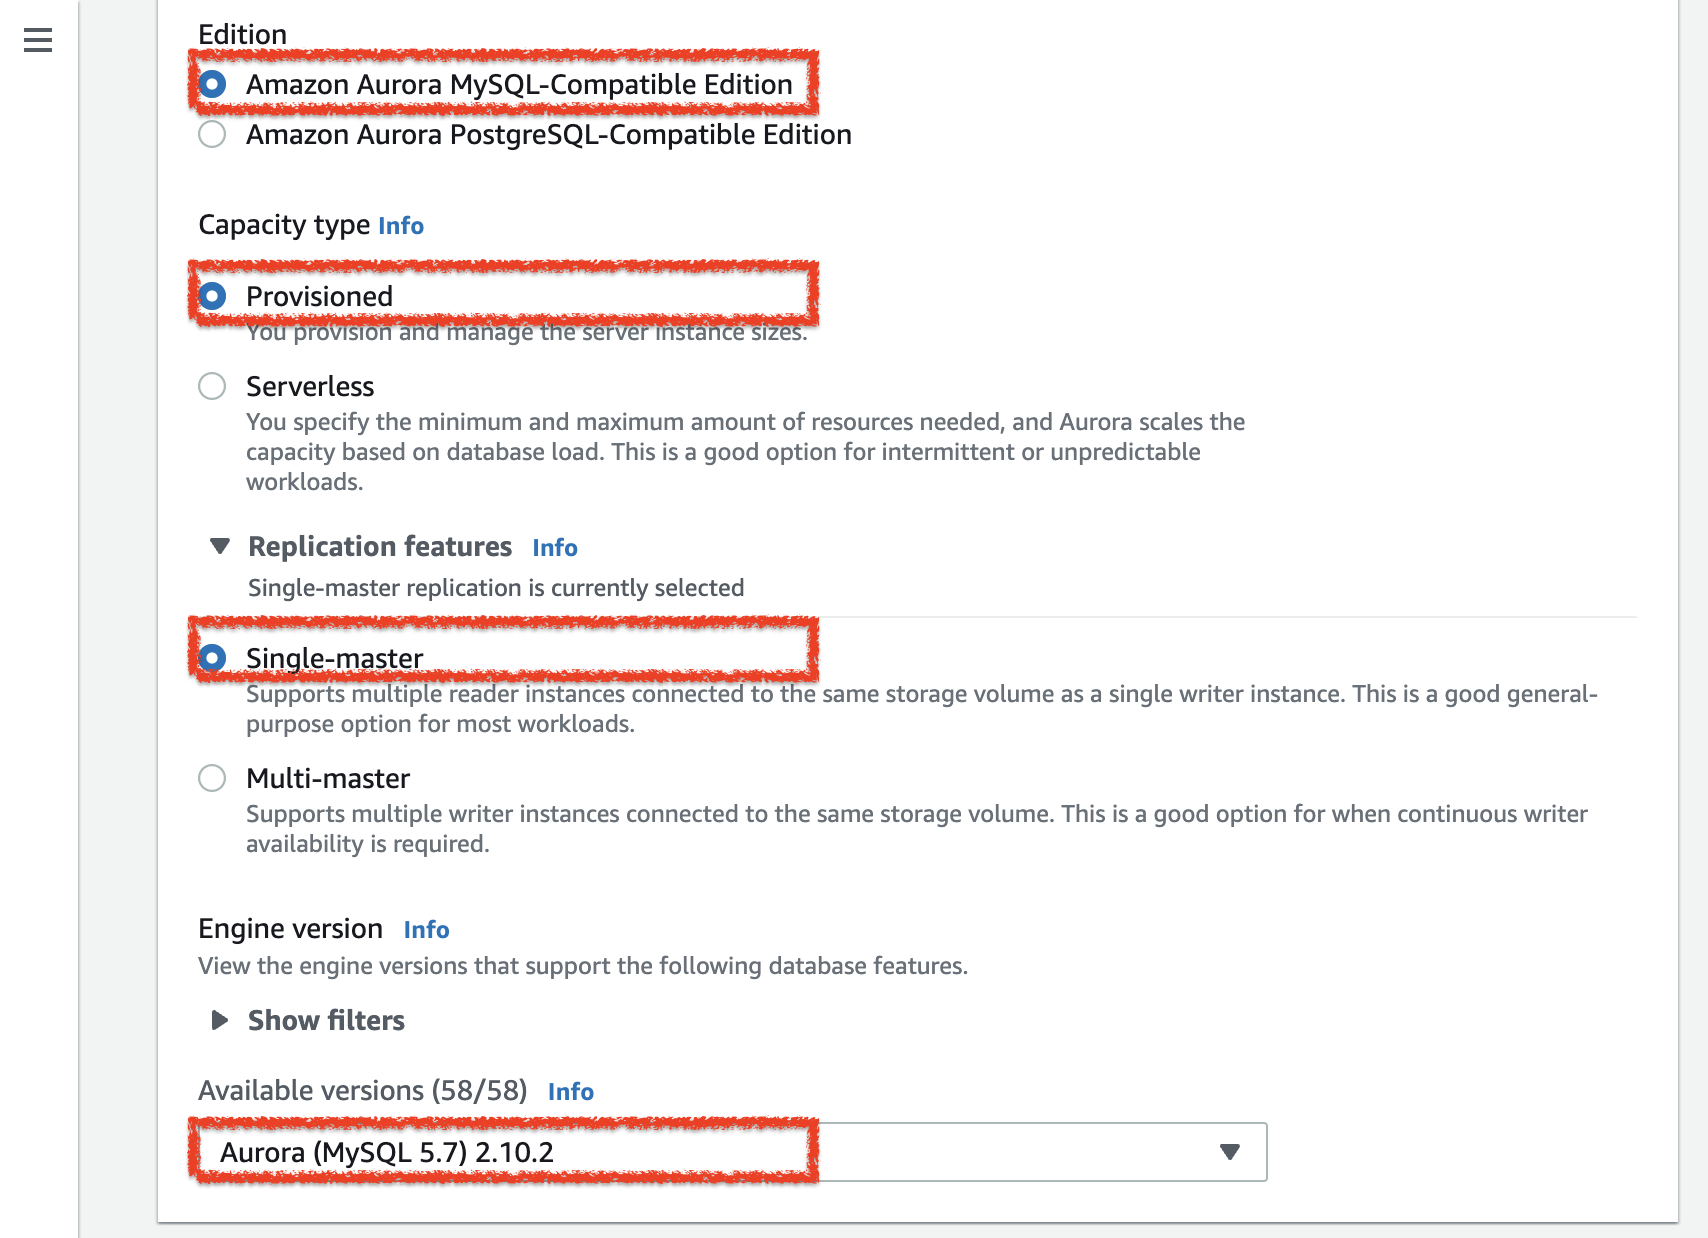 Edition
Amazon Aurora MySQL-Compatible Edition
Amazon Aurora PostgreSQL-Compatible Edition
Capacity type Info
Provisioned
You provision and manage the server instance sizes.
Serverless
You specify the minimum and maximum amount of resources needed, and Aurora scales the
capacity based on database load. This is a good option for intermittent or unpredictable
workloads.
Replication features Info
Single-master replication is currently selected
Single-master
Supports multiple reader instances connected to the same storage volume as a single writer instance. This is a good general-
purpose option for most workloads.
Multi-master
Supports multiple writer instances connected to the same storage volume. This is a good option for when continuous writer
availability is required.
Engine version Info
View the engine versions that support the following database features.
Show filters
Available versions (58/58) Info
Aurora (MySQL 5.7) 2.10.2